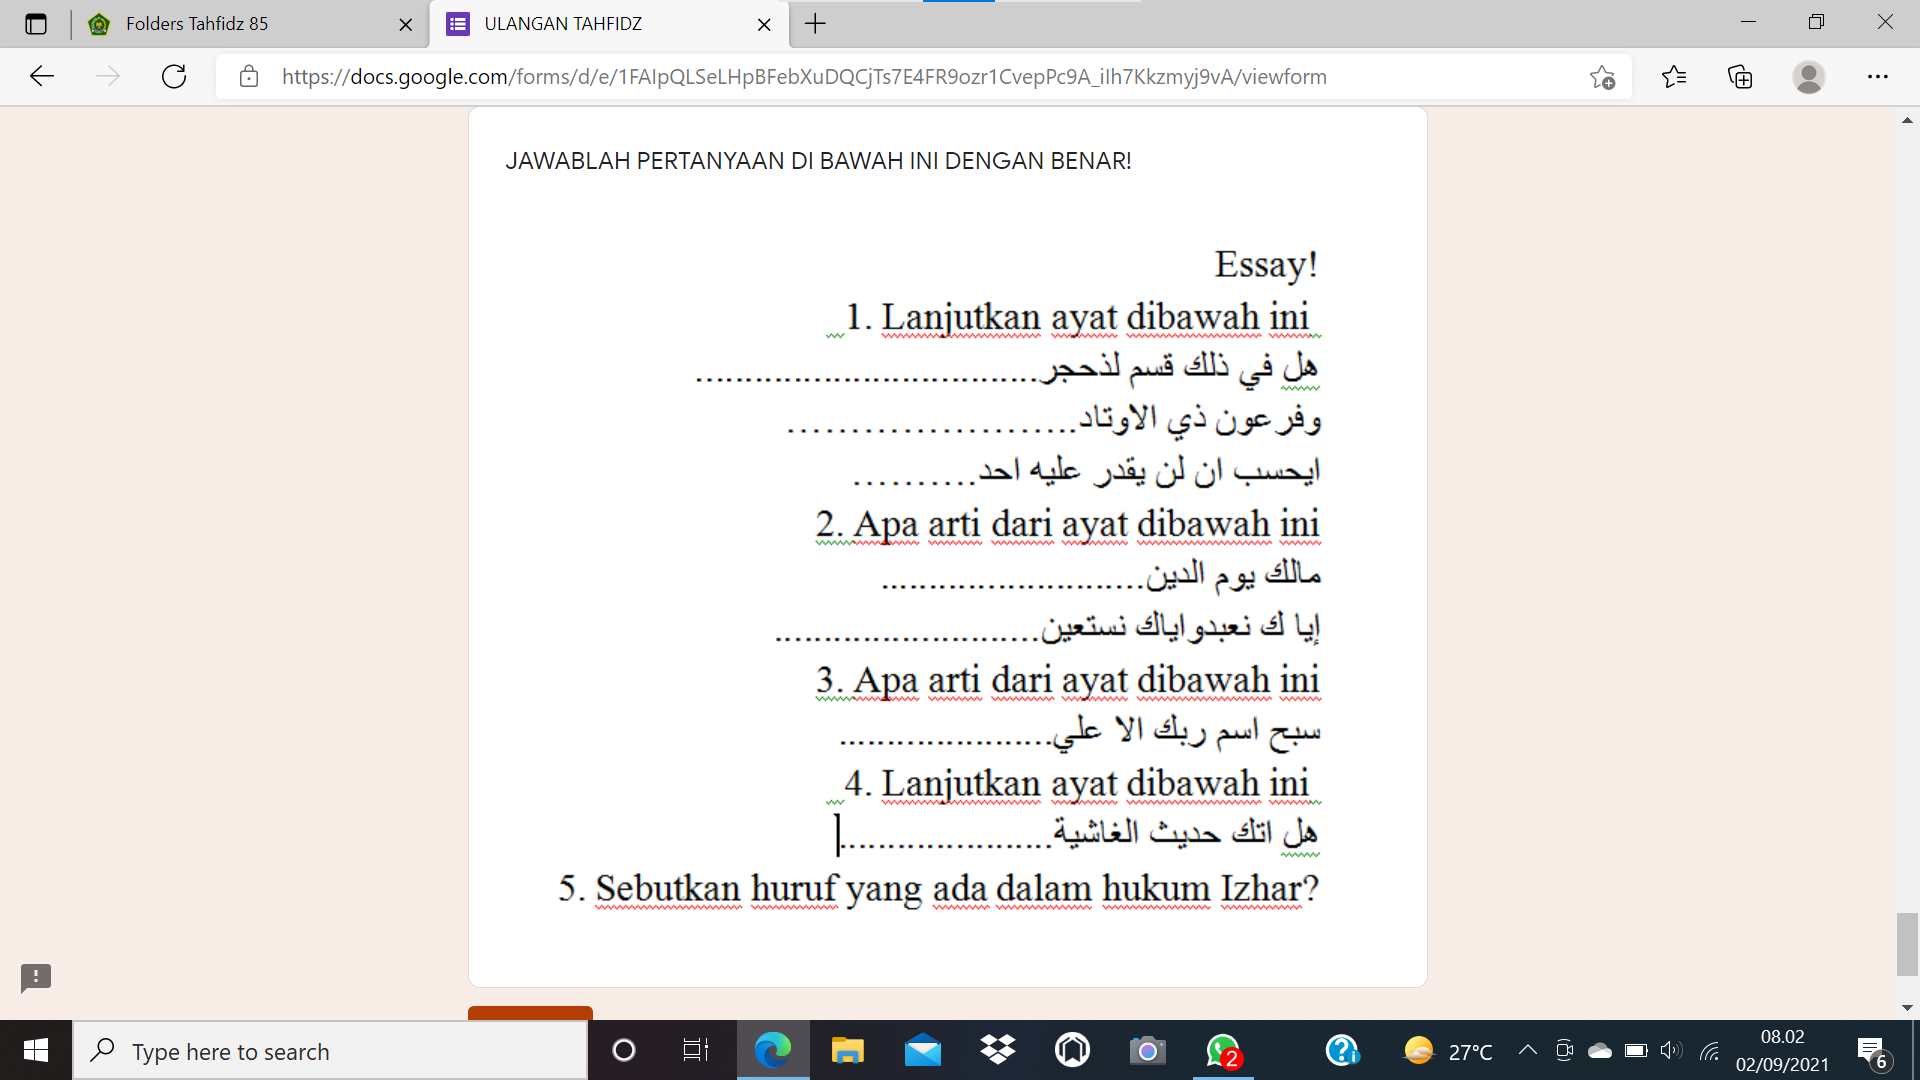 Folders Tahfidz 85
ULANGAN TAHFIDZ
https://docs.google.com/forms/d/e/1FAIpQLSeLHpBFebXuDQCjTs7E4FR9ozr1CvepPc9A_iIh7Kkzmyj9vA/viewform
JAWABLAH PERTANYAAN DI BAWAH INI DENGAN BENAR!
Essay!
1. Lanjutkan ayat dibawah ini
هل في ذلك قسم لذحجر...................................
وفرعون ذي الاوتاد.......................
ايحسب ان لن يقدر عليه احد..........
2. Apa arti dari ayat dibawah ini
مالك يوم الدين...........................
إيا ك نعبدواياك نستعين...........................
3. Apa arti dari ayat dibawah ini
سبح اسم ربك الا علي......................
4. Lanjutkan ayat dibawah ini
هل اتك حديث الغاشية......................
5. Sebutkan huruf yang ada dalam hukum Izhar?
Type here to search
2
27°C
08.02
02/09/2021
6